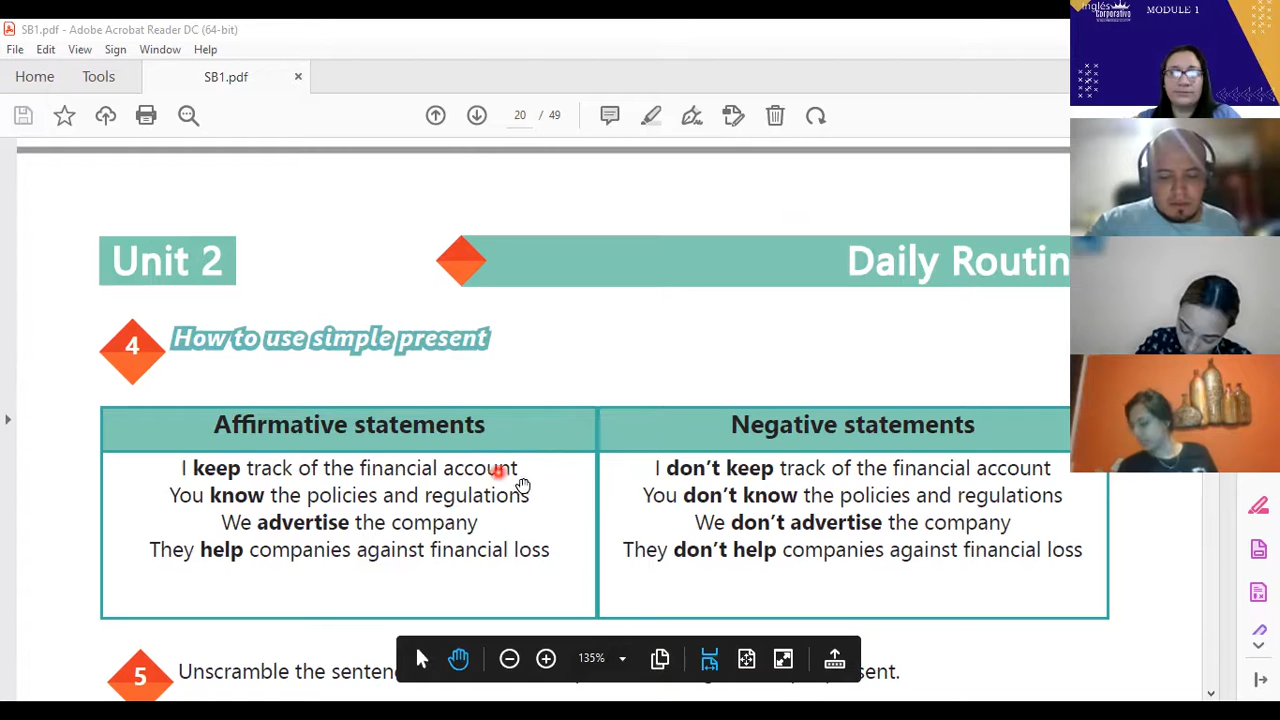 SB1.pdf - Adobe Acrobat Reader DC (64-bit)
File Edit View Sign Window Help
Home Tools SB1.pdf ×
20 / 49
Unit 2
Daily Routin
4 How to use simple present
Affirmative statements
I keep track of the financial account
You know the policies and regulations
We advertise the company
They help companies against financial loss
Negative statements
I don't keep track of the financial account
You don't know the policies and regulations
We don't advertise the company
They don't help companies against financial loss
5 Unscramble the senten
sent.
135%
Inglés
corporativo
MODULE 1